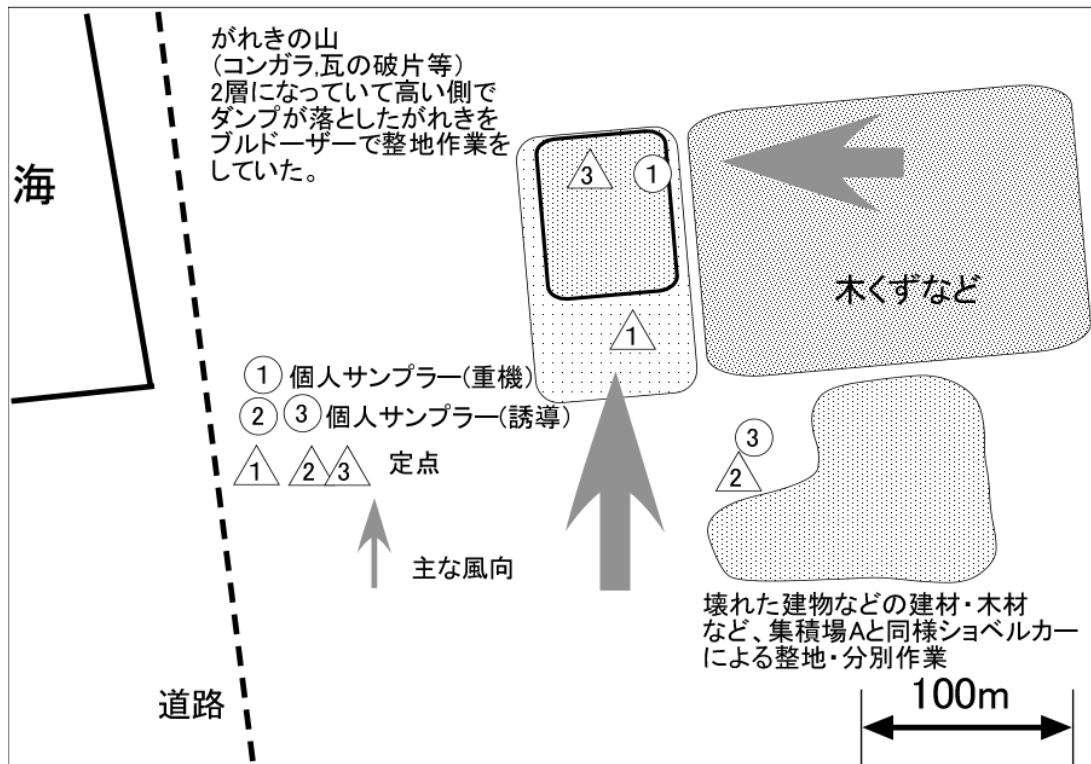 がれきの山
(コンガラ,瓦の破片等)
2層になっていて高い側で
ダンプが落としたがれきを
ブルドーザーで整地作業を
していた。
海
3
1
木くずなど
1
1 個人サンプラー(重機)
2 3 個人サンプラー(誘導)
1 2 3 定点
3
2
主な風向
壊れた建物などの建材・木材
など、集積場Aと同様ショベルカー
による整地・分別作業
道路
100m